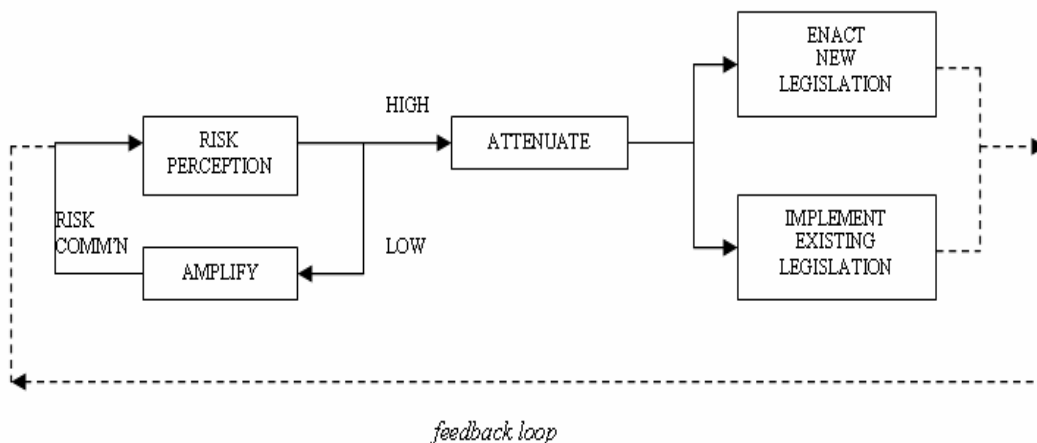 ENACT
NEW
LEGISLATION
HIGH
RISK
PERCEPTION
ATTENUATE
RISK
COMM'N
LOW
AMPLIFY
IMPLEMENT
EXISTING
LEGISLATION
feedback loop